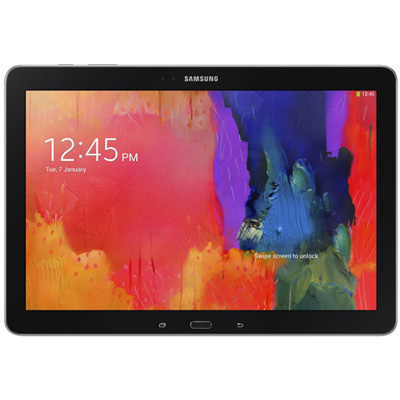 SAMSUNG
12:45
12:45 PM
Tue, 7 January
Swipe screen to unlock